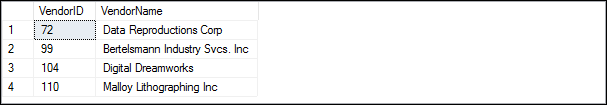 VendorID VendorName
1 72 Data Reproductions Corp
2 99 Bertelsmann Industry Svcs. Inc
3 104 Digital Dreamworks
4 110 Malloy Lithographing Inc